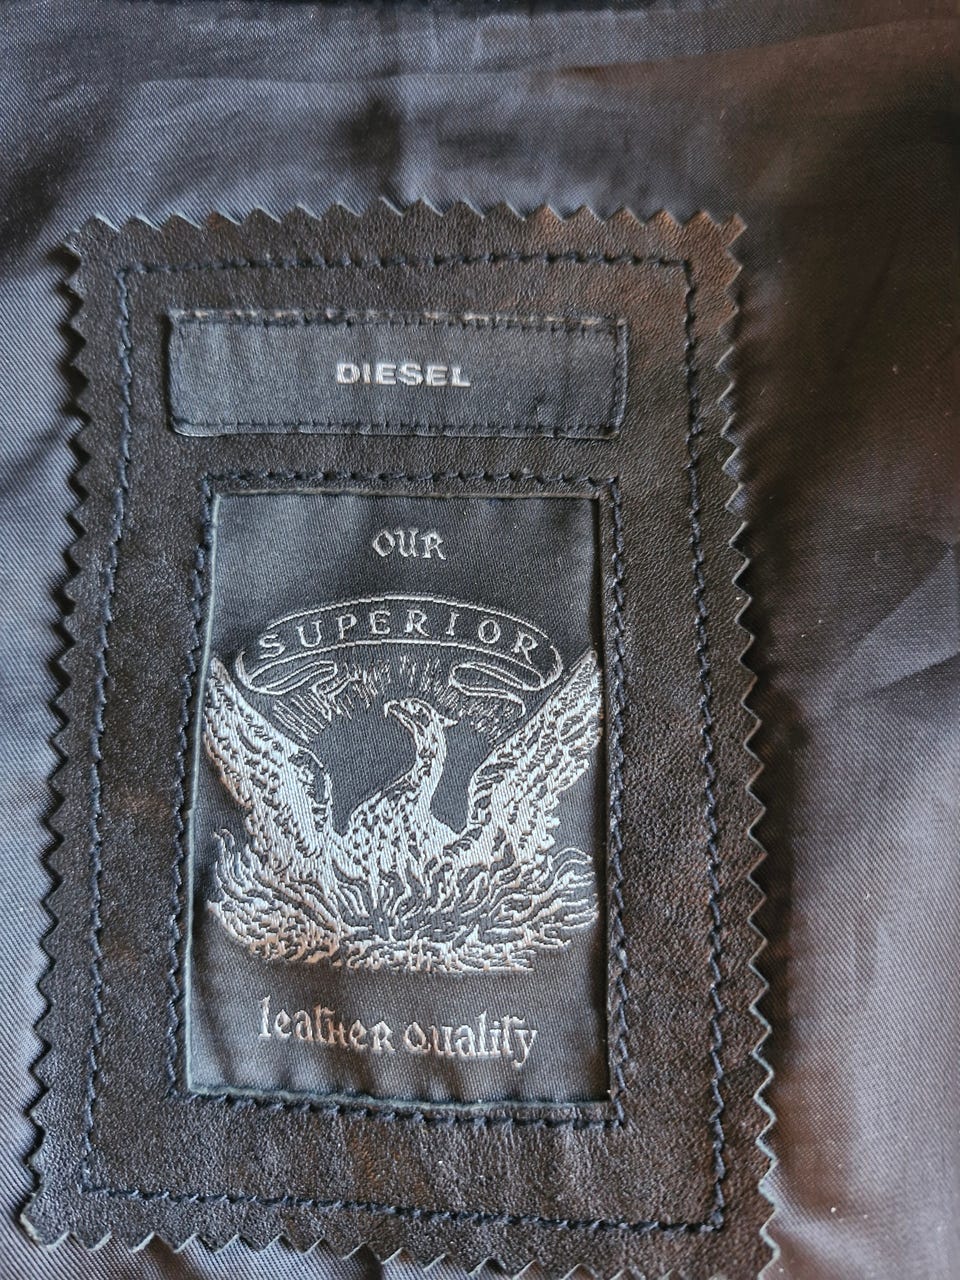 DIESEL
OUR
SUPERIOR
leather quality